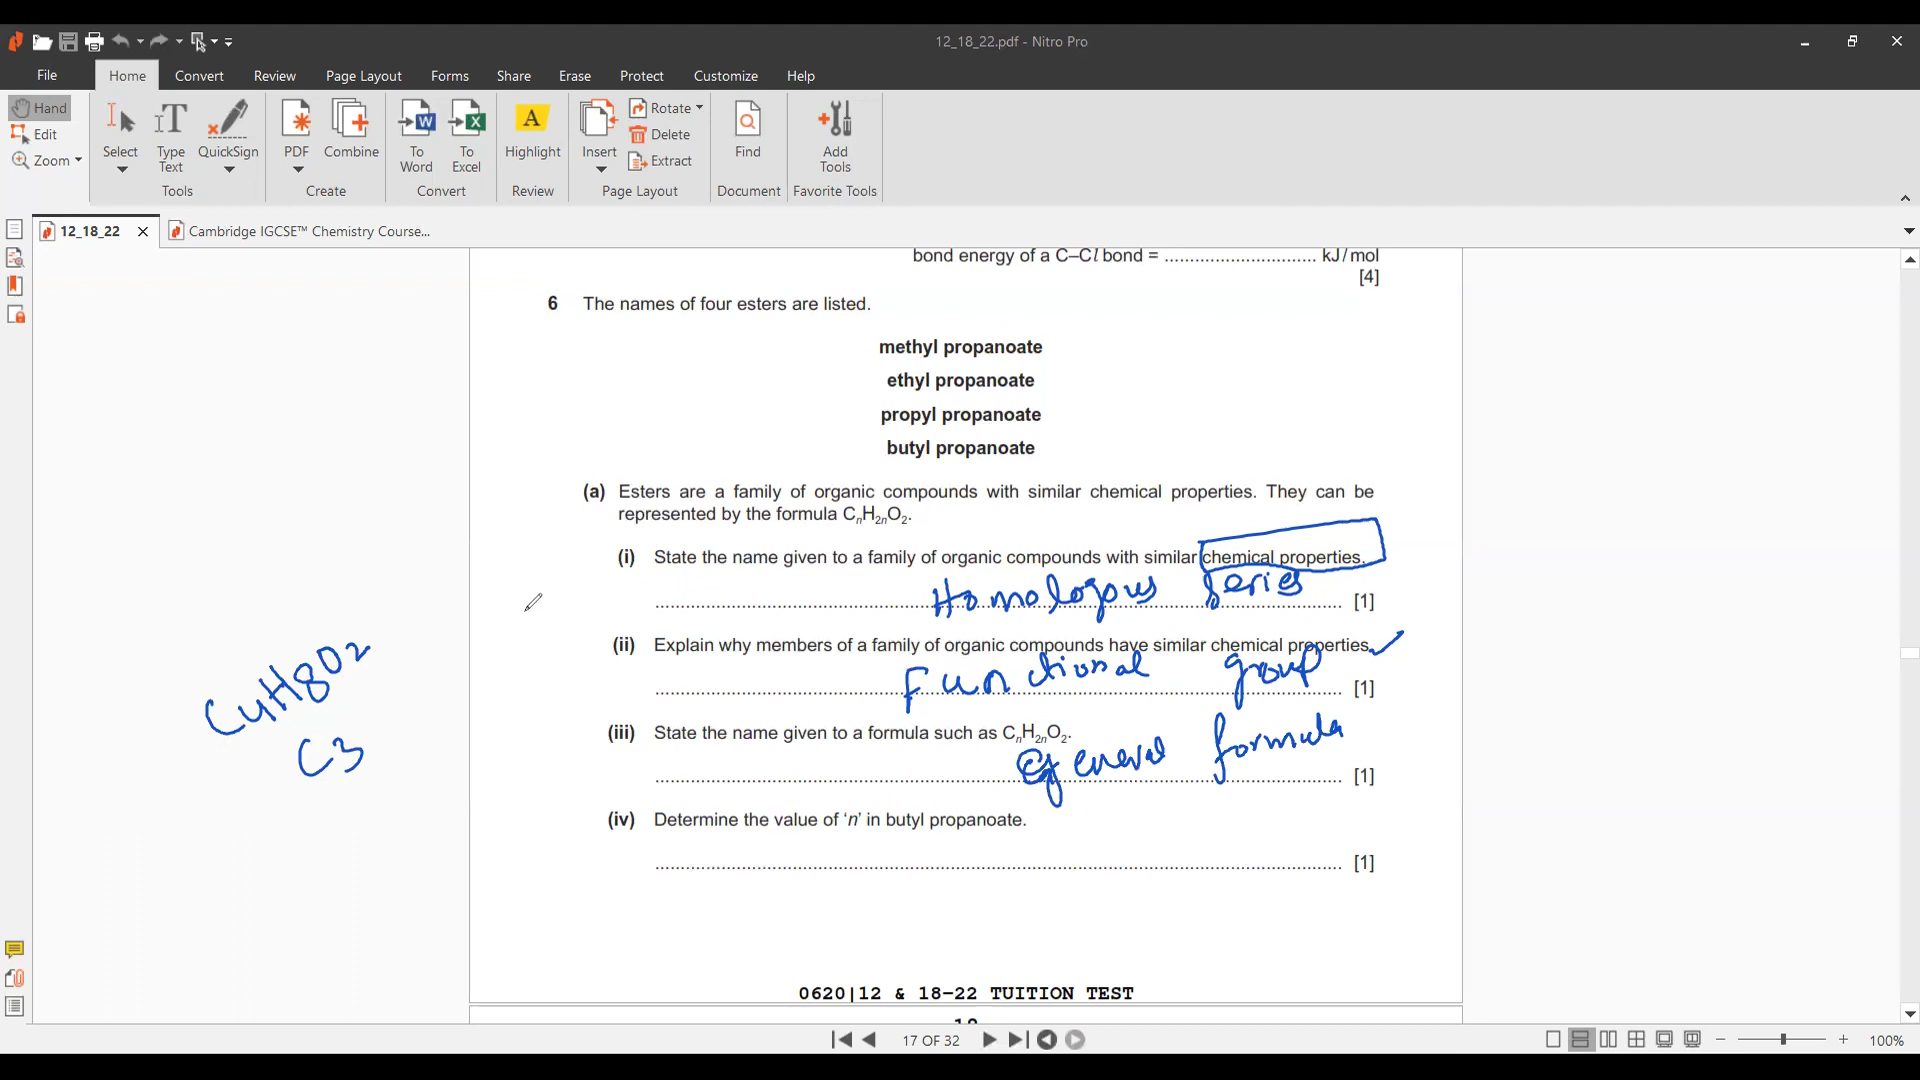 12_18_22.pdf - Nitro Pro
File Home Convert Review Page Layout Forms Share Erase Protect Customize Help
Hand
Edit
Zoom
Select
Type Text
QuickSign
Tools
PDF
Combine
Create
To Word
To Excel
Convert
A
Highlight
Review
Insert
Rotate
Delete
Extract
Page Layout
Find
Document
Add Tools
Favorite Tools
12_18_22
Cambridge IGCSE™ Chemistry Course...
bond energy of a C–Cl bond = ............................ kJ/mol
[4]
6 The names of four esters are listed.
methyl propanoate
ethyl propanoate
propyl propanoate
butyl propanoate
(a) Esters are a family of organic compounds with similar chemical properties. They can be
represented by the formula CnH2nO2.
(i) State the name given to a family of organic compounds with similar chemical properties.
Homologous series
[1]
(ii) Explain why members of a family of organic compounds have similar chemical properties.
Functional group
[1]
(iii) State the name given to a formula such as CnH2nO2.
General formula
[1]
(iv) Determine the value of ‘n’ in butyl propanoate.
[1]
C4H8O2
C3
0620|12 & 18–22 TUITION TEST
17 OF 32
100%